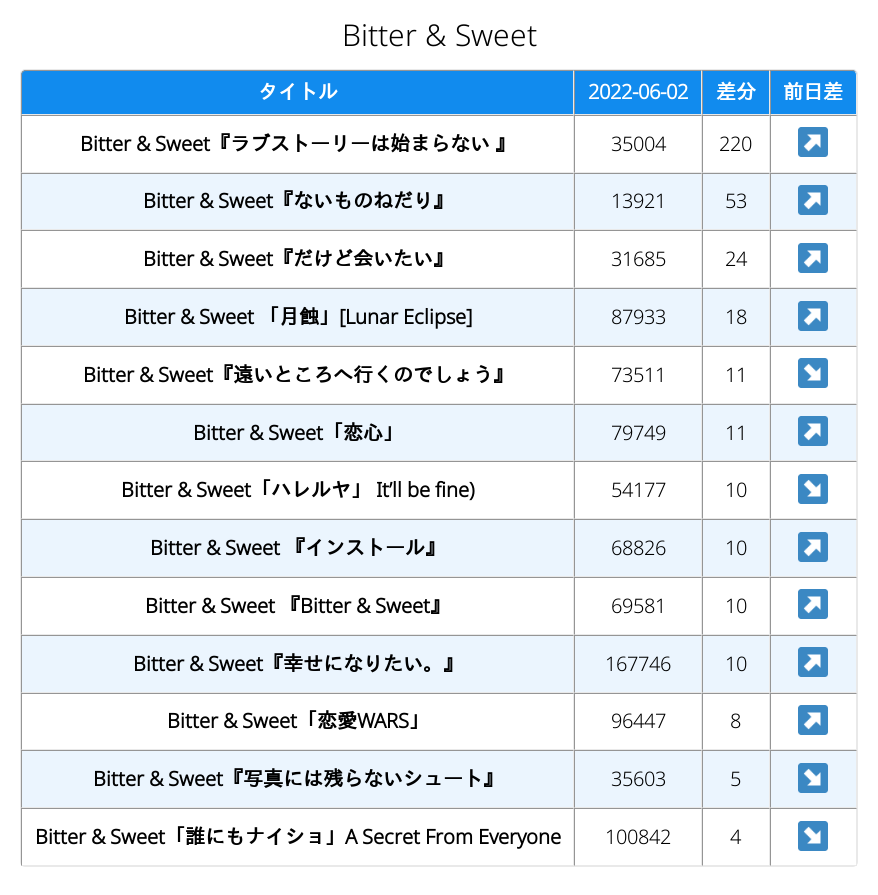 Bitter & Sweet
タイトル 2022-06-02 差分 前日差
Bitter & Sweet『ラブストーリーは始まらない 』 35004 220 ↗
Bitter & Sweet『ないものねだり』 13921 53 ↗
Bitter & Sweet『だけど会いたい』 31685 24 ↗
Bitter & Sweet 「月蝕」[Lunar Eclipse] 87933 18 ↗
Bitter & Sweet『遠いところへ行くのでしょう』 73511 11 ↘
Bitter & Sweet「恋心」 79749 11 ↗
Bitter & Sweet「ハレルヤ」 It'll be fine) 54177 10 ↘
Bitter & Sweet 『インストール』 68826 10 ↗
Bitter & Sweet 『Bitter & Sweet』 69581 10 ↗
Bitter & Sweet『幸せになりたい。』 167746 10 ↗
Bitter & Sweet「恋愛WARS」 96447 8 ↗
Bitter & Sweet『写真には残らないシュート』 35603 5 ↘
Bitter & Sweet「誰にもナイショ」A Secret From Everyone 100842 4 ↘